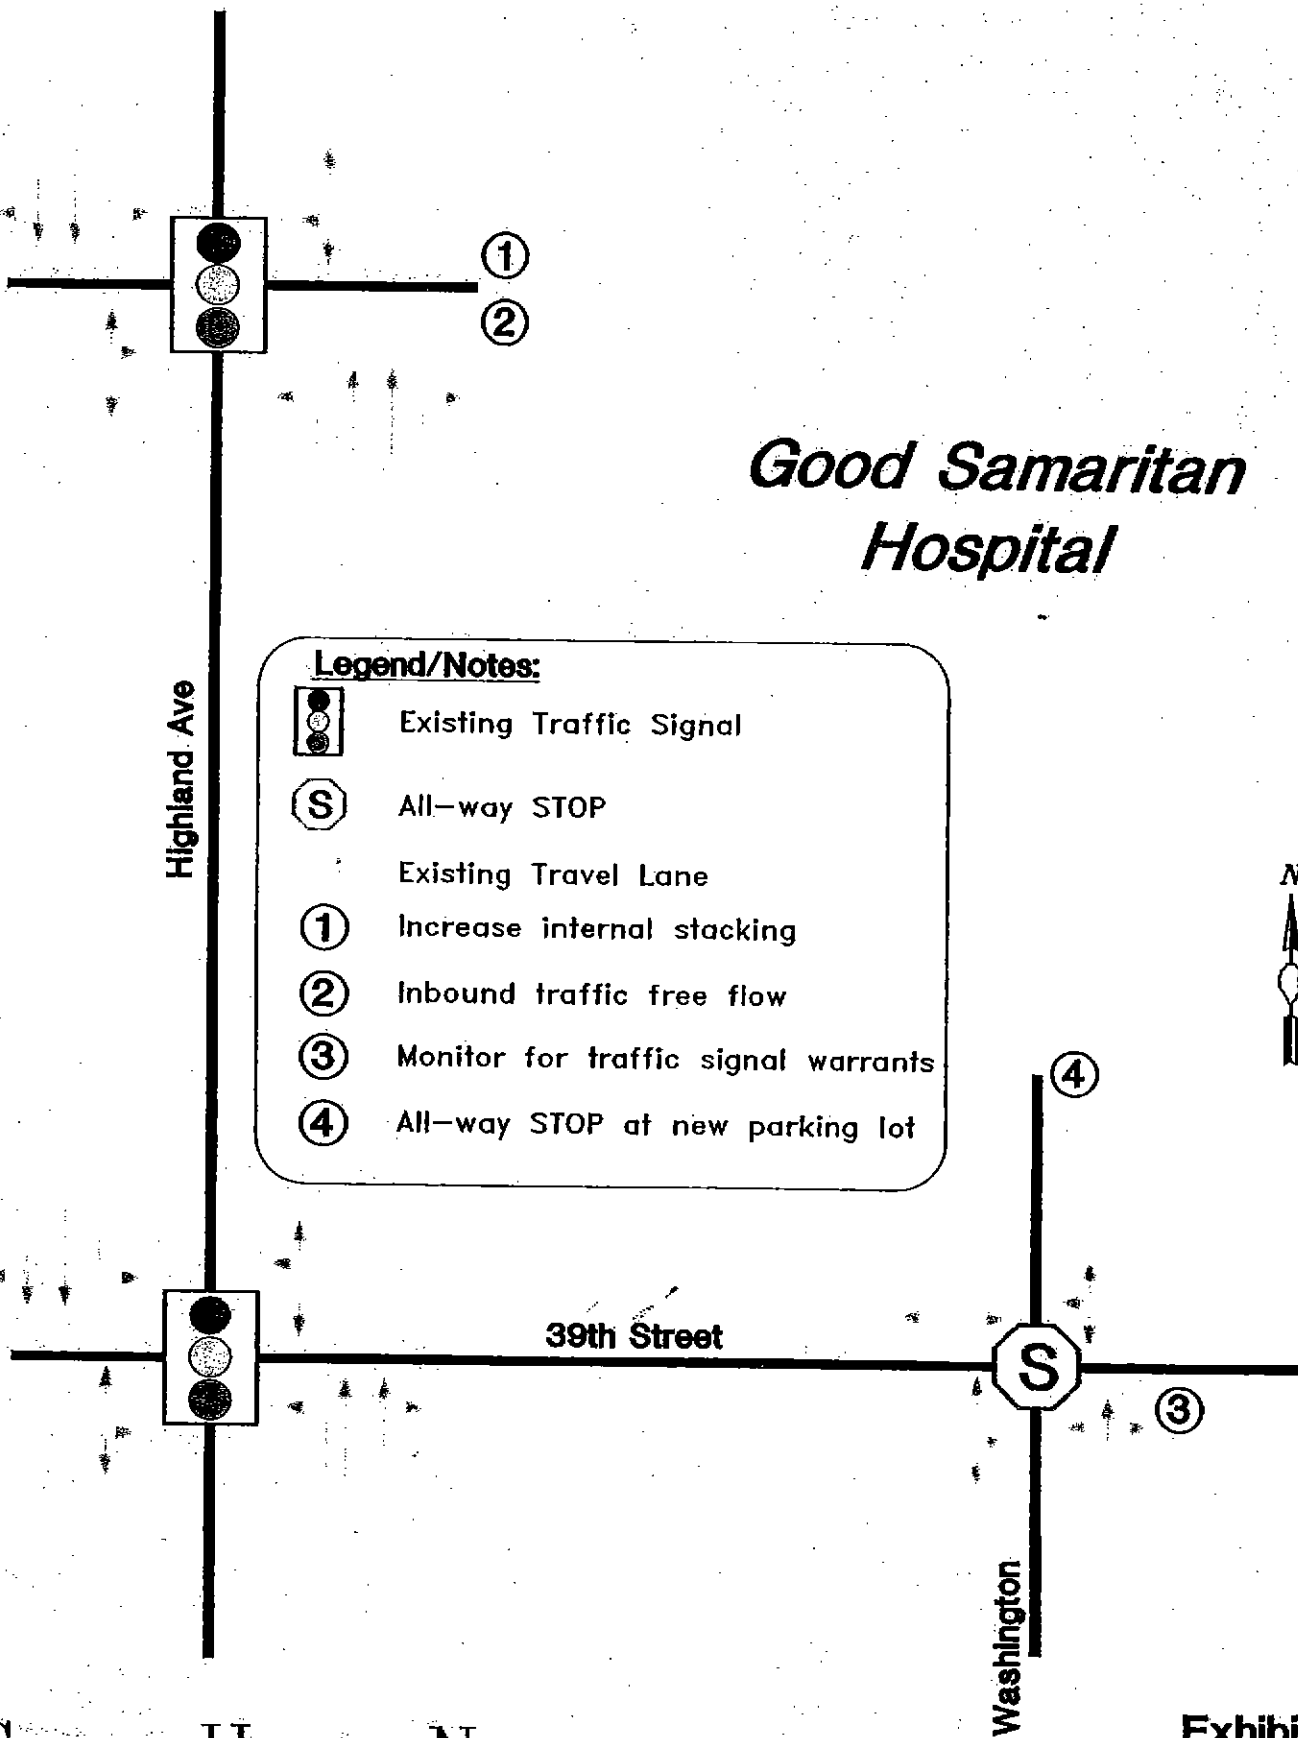 1
2
Good Samaritan
Hospital
Legend/Notes:
Existing Traffic Signal
S All-way STOP
Existing Travel Lane
1 Increase internal stacking
2 Inbound traffic free flow
3 Monitor for traffic signal warrants
4 All-way STOP at new parking lot
Highland Ave
N
4
39th Street
S
3
Washington
H N